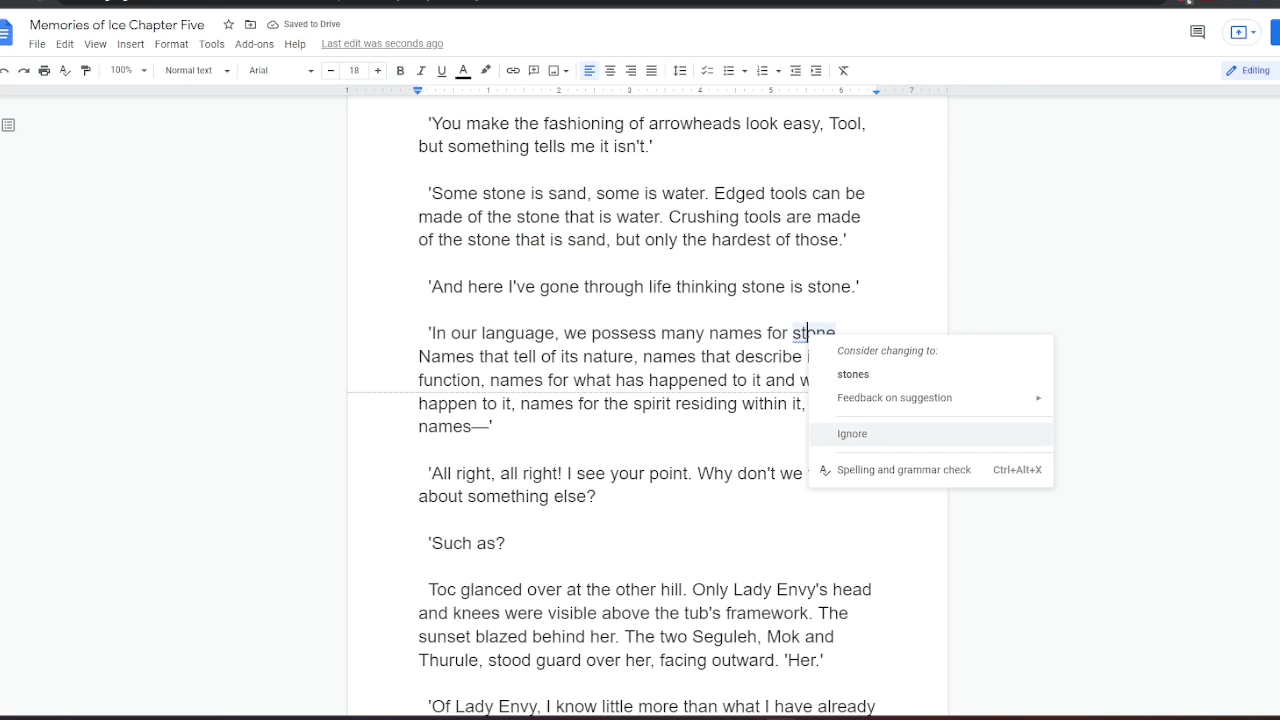 Memories of Ice Chapter Five
Saved to Drive
File Edit View Insert Format Tools Add-ons Help Last edit was seconds ago
100% Normal text Arial − 18 + B I U A Editing
1 1 2 3 4 5 6 7
'You make the fashioning of arrowheads look easy, Tool,
but something tells me it isn't.'
'Some stone is sand, some is water. Edged tools can be
made of the stone that is water. Crushing tools are made
of the stone that is sand, but only the hardest of those.'
'And here I've gone through life thinking stone is stone.'
'In our language, we possess many names for stone
Names that tell of its nature, names that describe
function, names for what has happened to it and
happen to it, names for the spirit residing within it,
names—'
'All right, all right! I see your point. Why don't we
about something else?
'Such as?
Toc glanced over at the other hill. Only Lady Envy's head
and knees were visible above the tub's framework. The
sunset blazed behind her. The two Seguleh, Mok and
Thurule, stood guard over her, facing outward. 'Her.'
'Of Lady Envy, I know little more than what I have already
Consider changing to:
stones
Feedback on suggestion
Ignore
Spelling and grammar check Ctrl+Alt+X